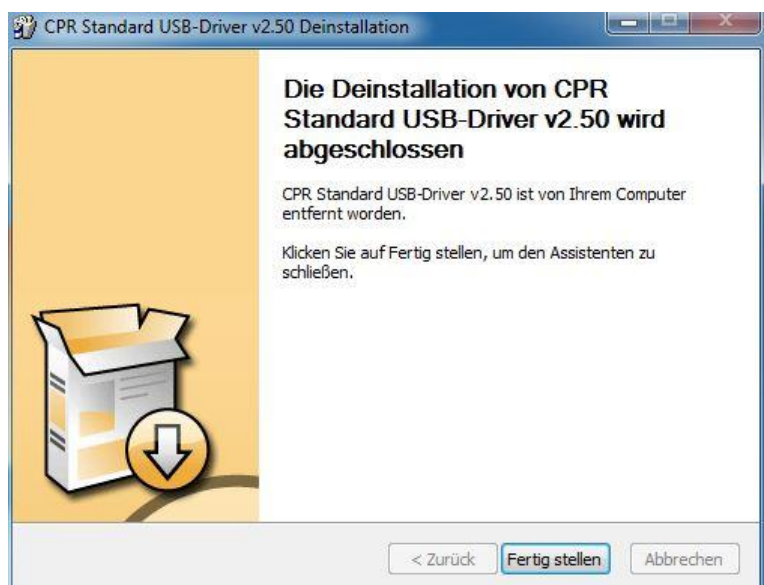 CPR Standard USB-Driver v2.50 Deinstallation
Die Deinstallation von CPR
Standard USB-Driver v2.50 wird
abgeschlossen
CPR Standard USB-Driver v2.50 ist von Ihrem Computer
entfernt worden.
Klicken Sie auf Fertig stellen, um den Assistenten zu
schließen.
< Zurück Fertig stellen Abbrechen